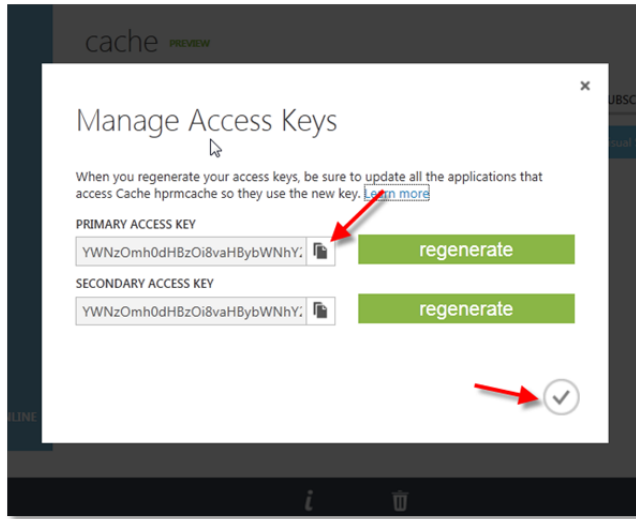 cache PREVIEW
Manage Access Keys
When you regenerate your access keys, be sure to update all the applications that
access Cache hprmcache so they use the new key. Learn more
PRIMARY ACCESS KEY
YWNzOmh0dHBzOi8vaHBybWNhY2 regenerate
SECONDARY ACCESS KEY
YWNzOmh0dHBzOi8vaHBybWNhY2 regenerate